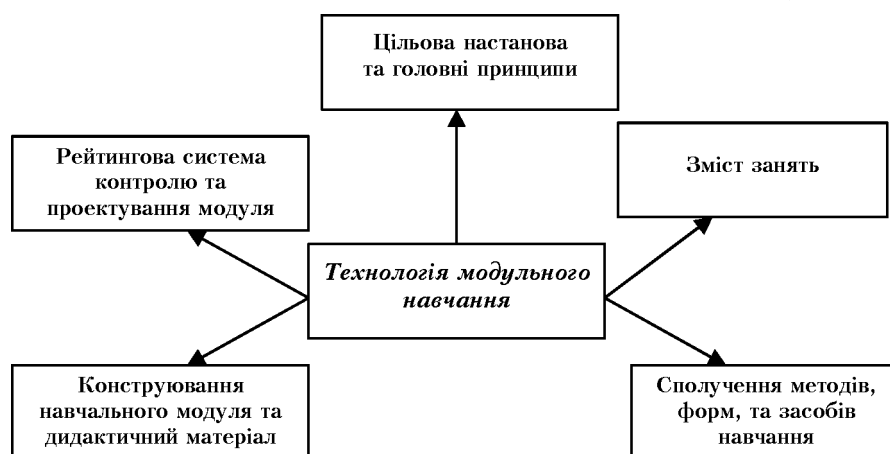 Цільова настанова
та головні принципи
Рейтингова система
контролю та
проектування модуля
Зміст занять
Технологія модульного
навчання
Конструювання
навчального модуля та
дидактичний матеріал
Сполучення методів,
форм, та засобів
навчання